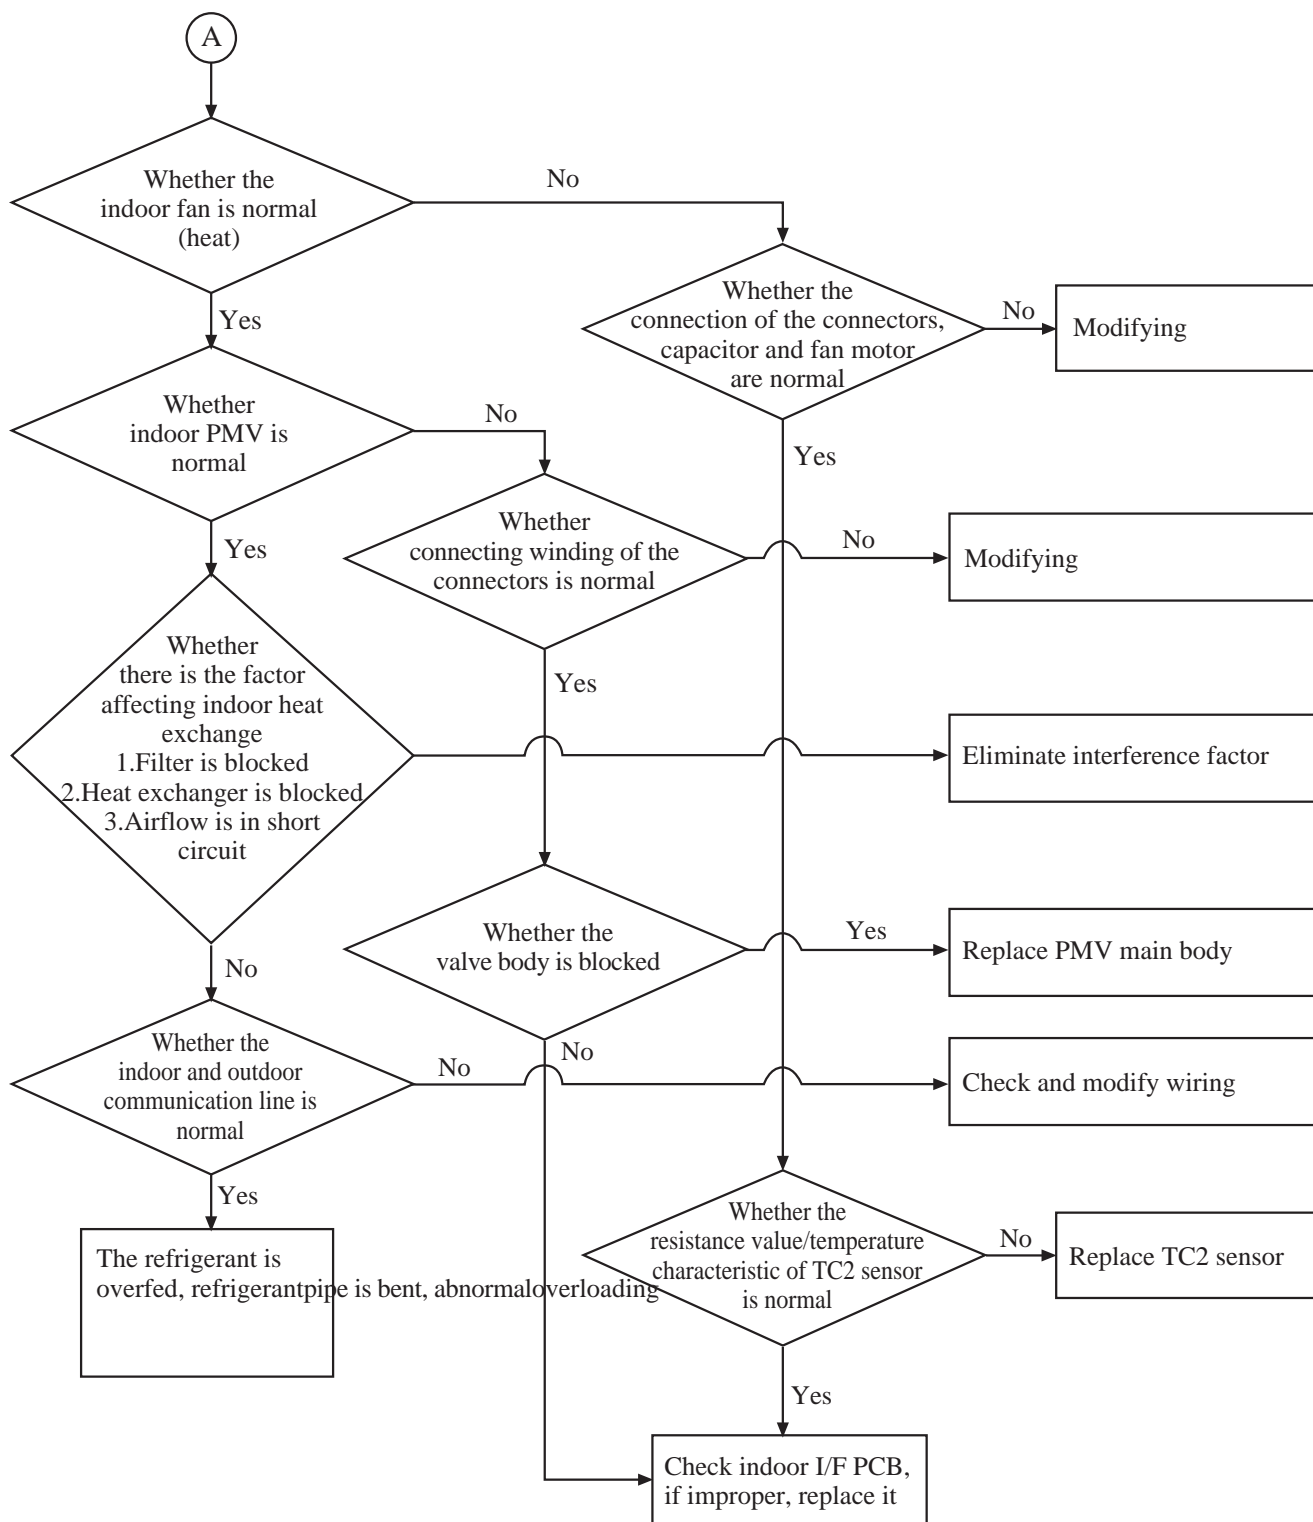 A
Whether the
indoor fan is normal
(heat)
No
Yes
Whether the
connection of the connectors,
capacitor and fan motor
are normal
No
Modifying
Yes
Whether
indoor PMV is
normal
No
Yes
Whether
connecting winding of the
connectors is normal
No
Modifying
Yes
Whether
there is the factor
affecting indoor heat
exchange
1.Filter is blocked
2.Heat exchanger is blocked
3.Airflow is in short
circuit
Eliminate interference factor
No
Whether the
valve body is blocked
Yes
Replace PMV main body
No
Whether the
indoor and outdoor
communication line is
normal
No
Check and modify wiring
Yes
The refrigerant is
overfed, refrigerantpipe is bent, abnormaloverloading
Whether the
resistance value/temperature
characteristic of TC2 sensor
is normal
No
Replace TC2 sensor
Yes
Check indoor I/F PCB,
if improper, replace it